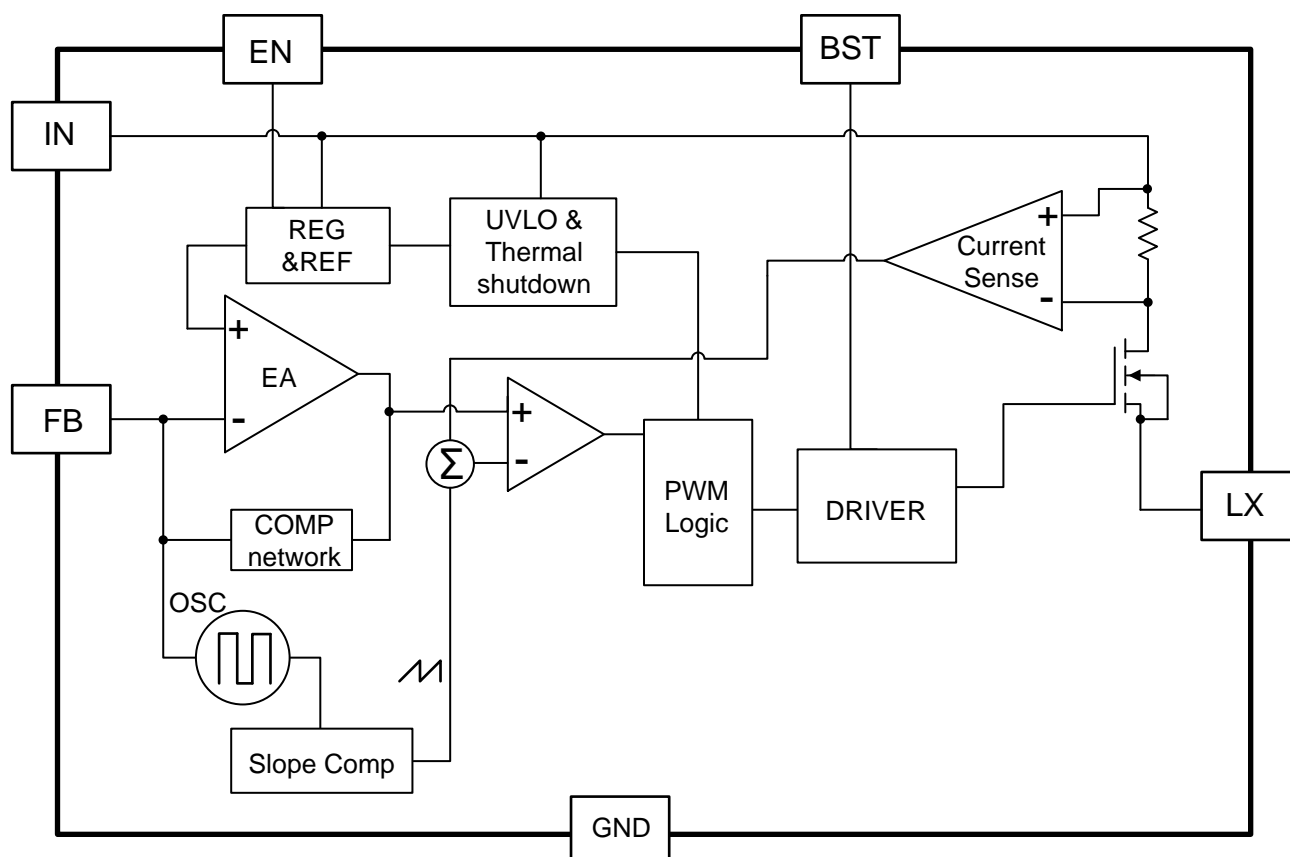 EN
BST
IN
REG
&REF
UVLO &
Thermal
shutdown
+
Current
Sense
-
+
EA
-
FB
+
-
Σ
PWM
Logic
DRIVER
LX
COMP
network
OSC
Slope Comp
GND